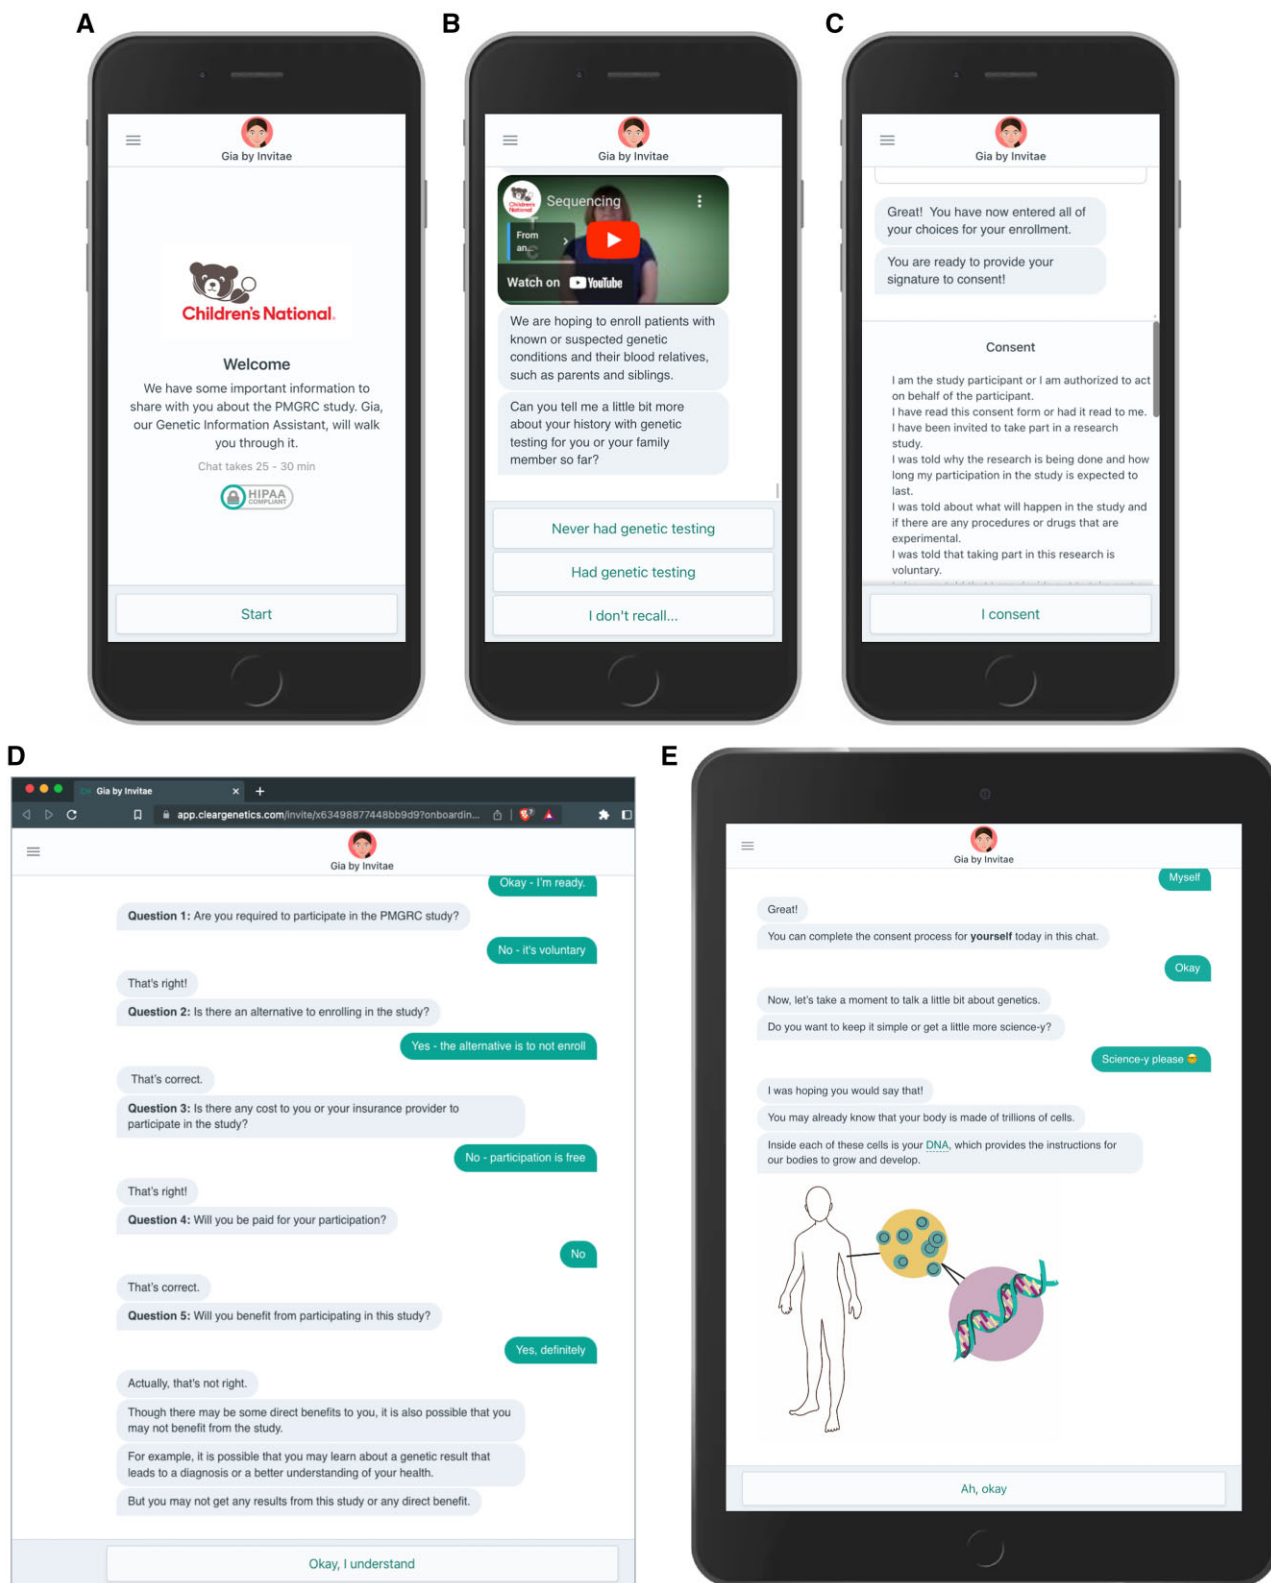 A
Gia by Invitae
Children's National.
Welcome
We have some important information to
share with you about the PMGRC study. Gia,
our Genetic Information Assistant, will walk
you through it.
Chat takes 25 - 30 min
HIPAA
COMPLIANT
Start
B
Gia by Invitae
Children's
National
Sequencing
From
an...
Watch on YouTube
We are hoping to enroll patients with
known or suspected genetic
conditions and their blood relatives,
such as parents and siblings.
Can you tell me a little bit more
about your history with genetic
testing for you or your family
member so far?
Never had genetic testing
Had genetic testing
I don't recall...
C
Gia by Invitae
Great! You have now entered all of
your choices for your enrollment.
You are ready to provide your
signature to consent!
Consent
I am the study participant or I am authorized to act
on behalf of the participant.
I have read this consent form or had it read to me.
I have been invited to take part in a research
study.
I was told why the research is being done and how
long my participation in the study is expected to
last.
I was told about what will happen in the study and
if there are any procedures or drugs that are
experimental.
I was told that taking part in this research is
voluntary.
I consent
D
Gia by Invitae
app.cleargenetics.com/invite/x63498877448bb9d9?onboardin...
Gia by Invitae
Okay - I'm ready.
Question 1: Are you required to participate in the PMGRC study?
No - it's voluntary
That's right!
Question 2: Is there an alternative to enrolling in the study?
Yes - the alternative is to not enroll
That's correct.
Question 3: Is there any cost to you or your insurance provider to
participate in the study?
No - participation is free
That's right!
Question 4: Will you be paid for your participation?
No
That's correct.
Question 5: Will you benefit from participating in this study?
Yes, definitely
Actually, that's not right.
Though there may be some direct benefits to you, it is also possible that you
may not benefit from the study.
For example, it is possible that you may learn about a genetic result that
leads to a diagnosis or a better understanding of your health.
But you may not get any results from this study or any direct benefit.
Okay, I understand
E
Gia by Invitae
Myself
Great!
You can complete the consent process for yourself today in this chat.
Okay
Now, let's take a moment to talk a little bit about genetics.
Do you want to keep it simple or get a little more science-y?
Science-y please 🤓
I was hoping you would say that!
You may already know that your body is made of trillions of cells.
Inside each of these cells is your DNA, which provides the instructions for
our bodies to grow and develop.
Ah, okay